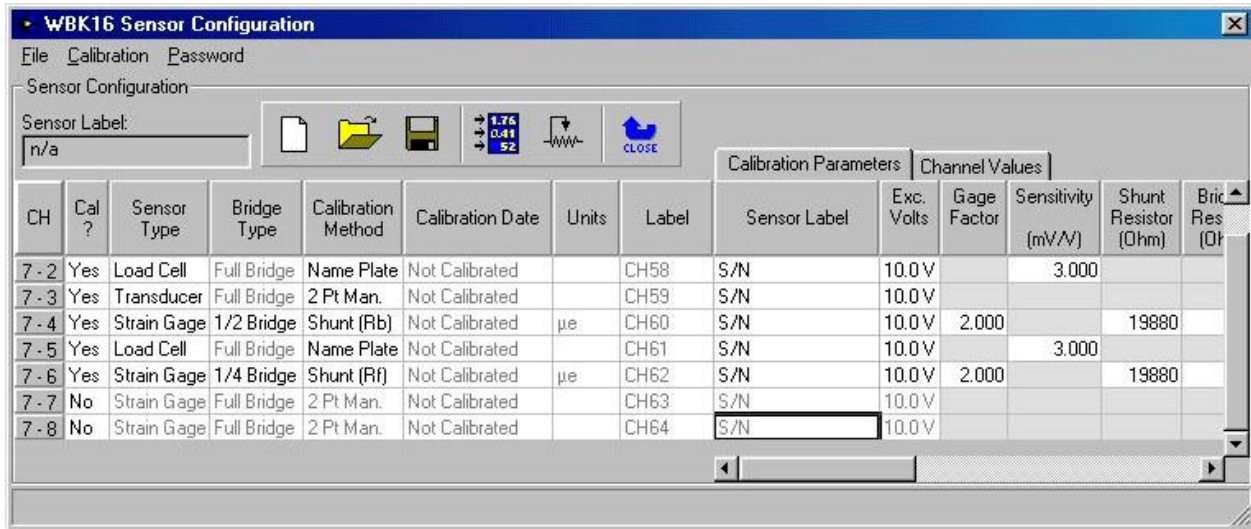 WBK16 Sensor Configuration
File Calibration Password
Sensor Configuration
Sensor Label:
n/a
1.76
0.41
52
CLOSE
Calibration Parameters Channel Values
CH Cal ? Sensor Type Bridge Type Calibration Method Calibration Date Units Label Sensor Label Exc. Volts Gage Factor Sensitivity (mV/V) Shunt Resistor (Ohm)
7 - 2 Yes Load Cell Full Bridge Name Plate Not Calibrated CH58 S/N 10.0 V 3.000
7 - 3 Yes Transducer Full Bridge 2 Pt Man. Not Calibrated CH59 S/N 10.0 V
7 - 4 Yes Strain Gage 1/2 Bridge Shunt (Rb) Not Calibrated µe CH60 S/N 10.0 V 2.000 19880
7 - 5 Yes Load Cell Full Bridge Name Plate Not Calibrated CH61 S/N 10.0 V 3.000
7 - 6 Yes Strain Gage 1/4 Bridge Shunt (Rf) Not Calibrated µe CH62 S/N 10.0 V 2.000 19880
7 - 7 No Strain Gage Full Bridge 2 Pt Man. Not Calibrated CH63 S/N 10.0 V
7 - 8 No Strain Gage Full Bridge 2 Pt Man. Not Calibrated CH64 S/N 10.0 V